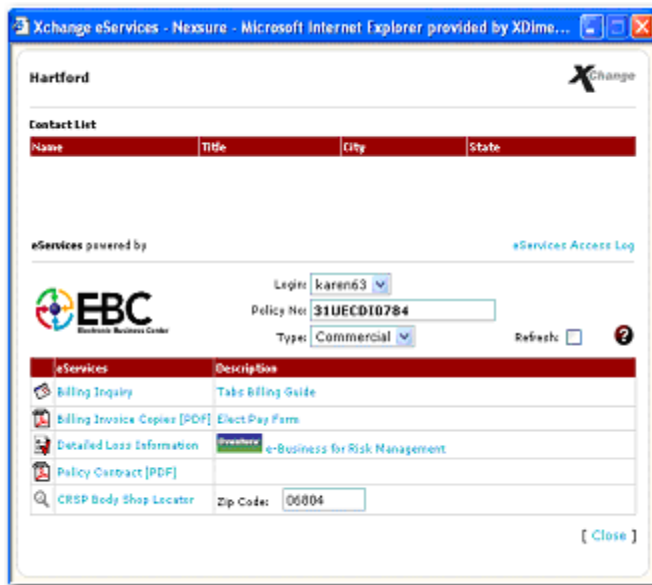 Xchange eServices - Nexsure - Microsoft Internet Explorer provided by XDime...
Hartford
XChange
Contact List
Name Title City State
eServices powered by
eServices Access Log
EBC
Electronic Business Center
Login: karen63
Policy No: 31UECDI0784
Type: Commercial
Refresh: ?
eServices Description
Billing Inquiry Tabs Billing Guide
Billing Invoice Copies [PDF] Elect Pay Form
Detailed Loss Information e-Business for Risk Management
Policy Contract [PDF]
CRSP Body Shop Locator Zip Code: 06804
[ Close ]